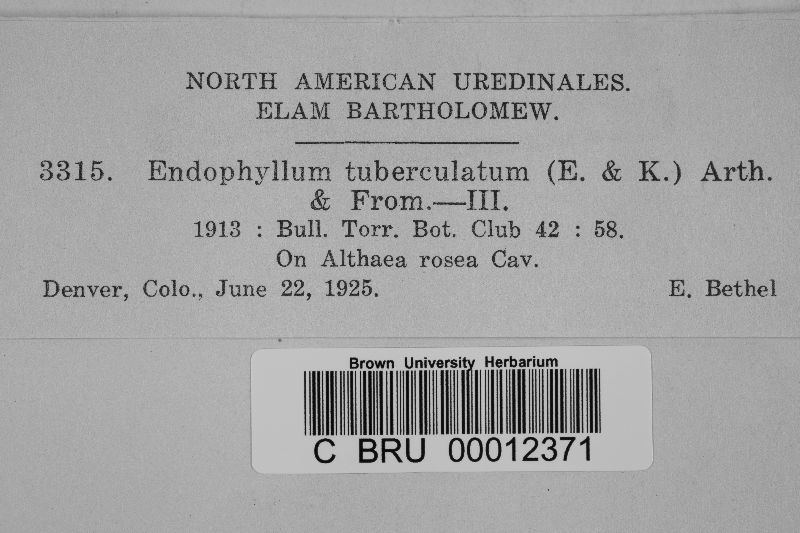 NORTH AMERICAN UREDINALES.
ELAM BARTHOLOMEW.
3315. Endophyllum tuberculatum (E. & K.) Arth.
& From.—III.
1913 : Bull. Torr. Bot. Club 42 : 58.
On Althaea rosea Cav.
Denver, Colo., June 22, 1925. E. Bethel
Brown University Herbarium
C BRU 00012371